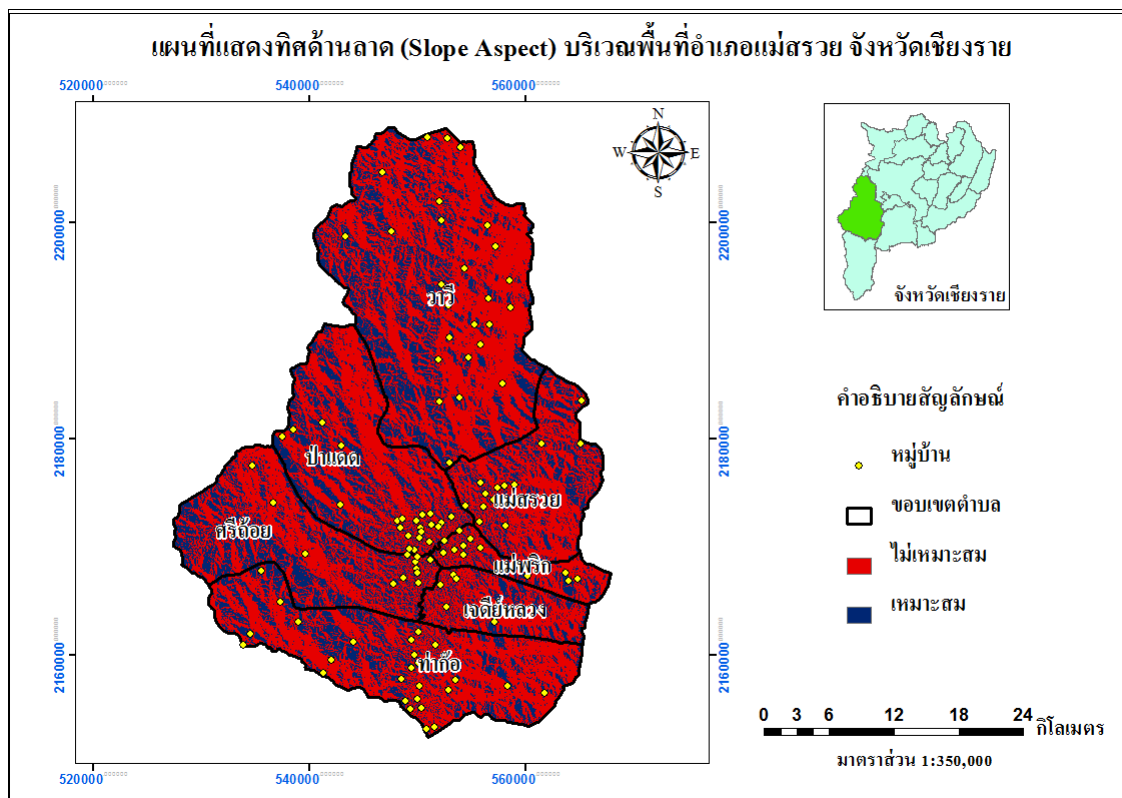 แผนที่แสดงทิศด้านลาด (Slope Aspect) บริเวณพื้นที่อำเภอแม่สรวย จังหวัดเชียงราย
520000 540000 560000
N
W E
S
2200000 2200000
2180000 2180000
2160000 2160000
วาวี
ป่าแดด
แม่สรวย
ศรีถ้อย
แม่พริก
เจดีย์หลวง
ท่าก๊อ
520000 540000 560000
จังหวัดเชียงราย
คำอธิบายสัญลักษณ์
หมู่บ้าน
ขอบเขตตำบล
ไม่เหมาะสม
เหมาะสม
0 3 6 12 18 24
กิโลเมตร
มาตราส่วน 1:350,000